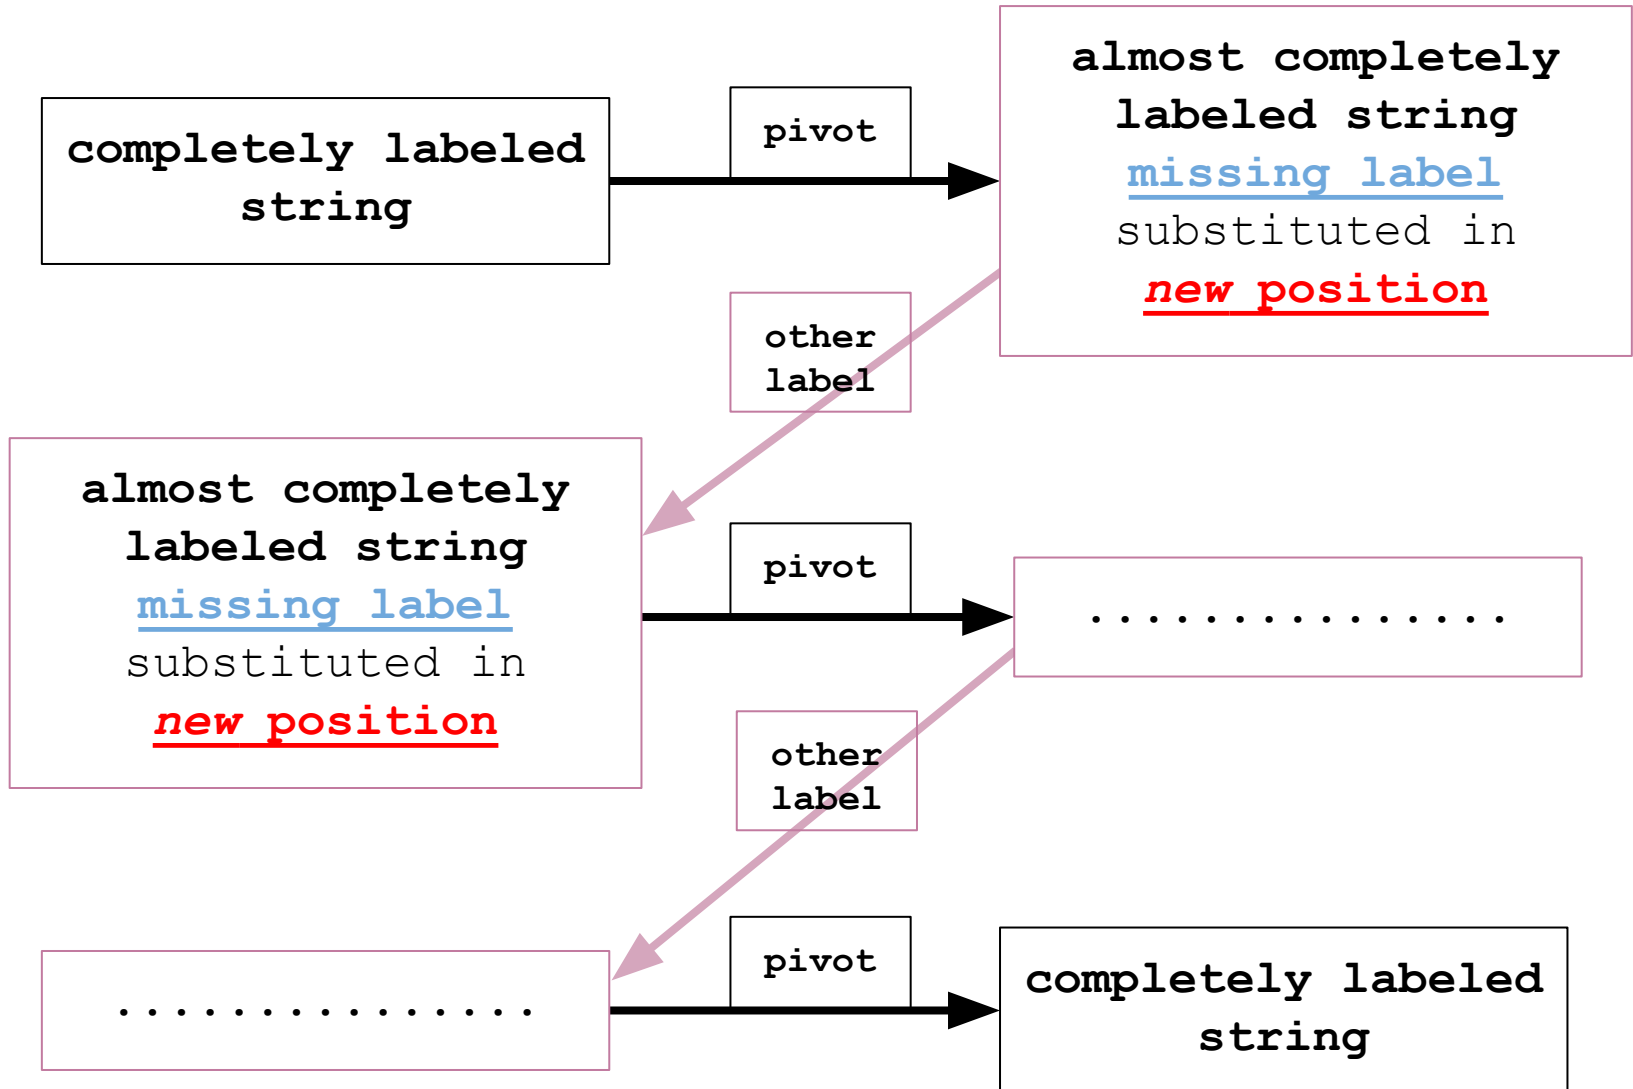 completely labeled
string
pivot
almost completely
labeled string
missing label
substituted in
new position
other
label
almost completely
labeled string
missing label
substituted in
new position
pivot
................
other
label
...............
pivot
completely labeled
string